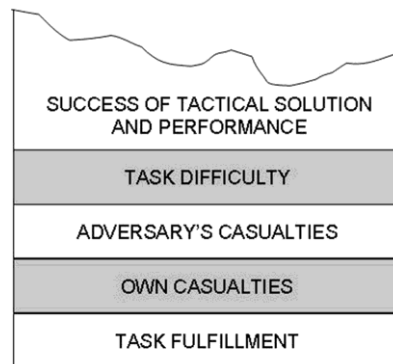 SUCCESS OF TACTICAL SOLUTION
AND PERFORMANCE
TASK DIFFICULTY
ADVERSARY'S CASUALTIES
OWN CASUALTIES
TASK FULFILLMENT